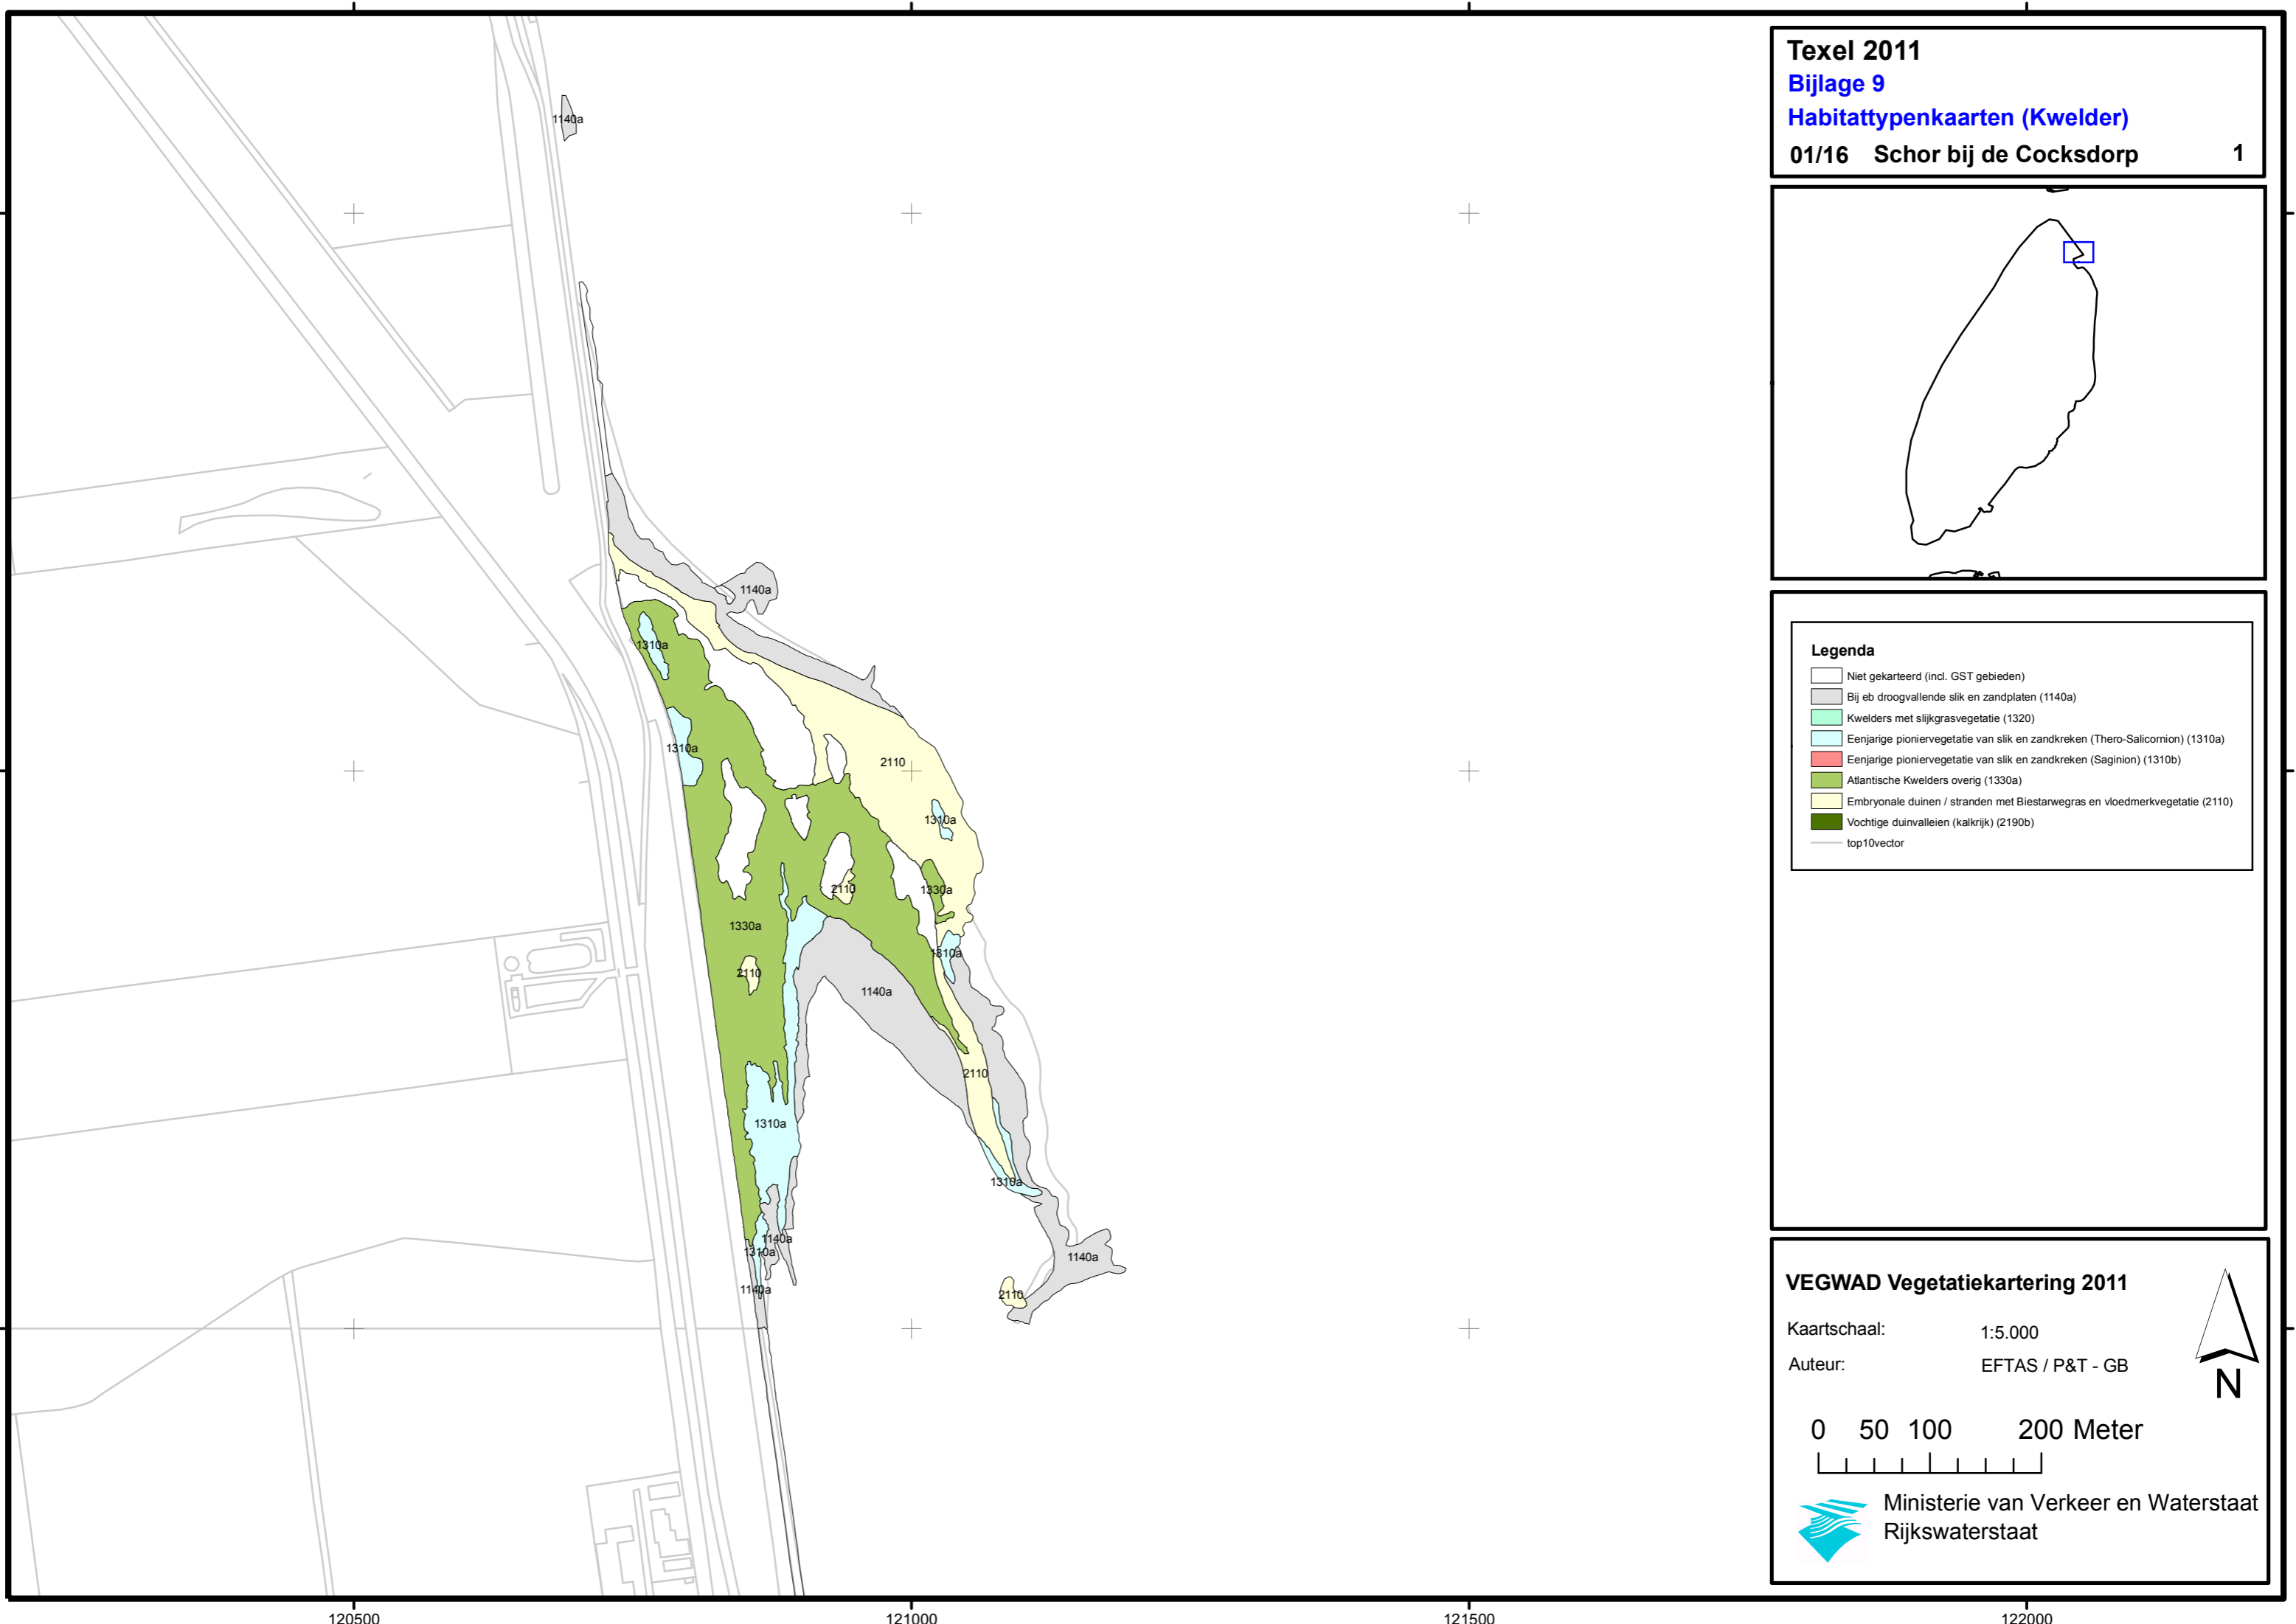 Texel 2011
Bijlage 9
Habitattypenkaarten (Kwelder)
01/16 Schor bij de Cocksdorp 1
Legenda
Niet gekarteerd (incl. GST gebieden)
Bij eb droogvallende slik en zandplaten (1140a)
Kwelders met slijkgrasvegetatie (1320)
Eenjarige pioniervegetatie van slik en zandkreken (Thero-Salicornion) (1310a)
Eenjarige pioniervegetatie van slik en zandkreken (Saginion) (1310b)
Atlantische Kwelders overig (1330a)
Embryonale duinen / stranden met Biestarwegras en vloedmerkvegetatie (2110)
Vochtige duinvalleien (kalkrijk) (2190b)
top10vector
VEGWAD Vegetatiekartering 2011
Kaartschaal: 1:5.000
Auteur: EFTAS / P&T - GB
N
0 50 100 200 Meter
Ministerie van Verkeer en Waterstaat
Rijkswaterstaat
1140a
1140a
1310a
1310a
2110
1310a
2110
1330a
1330a
1310a
2110
1140a
2110
1310a
1310a
1140a
1310a
1140a
1140a
2110
120500 121000 121500 122000